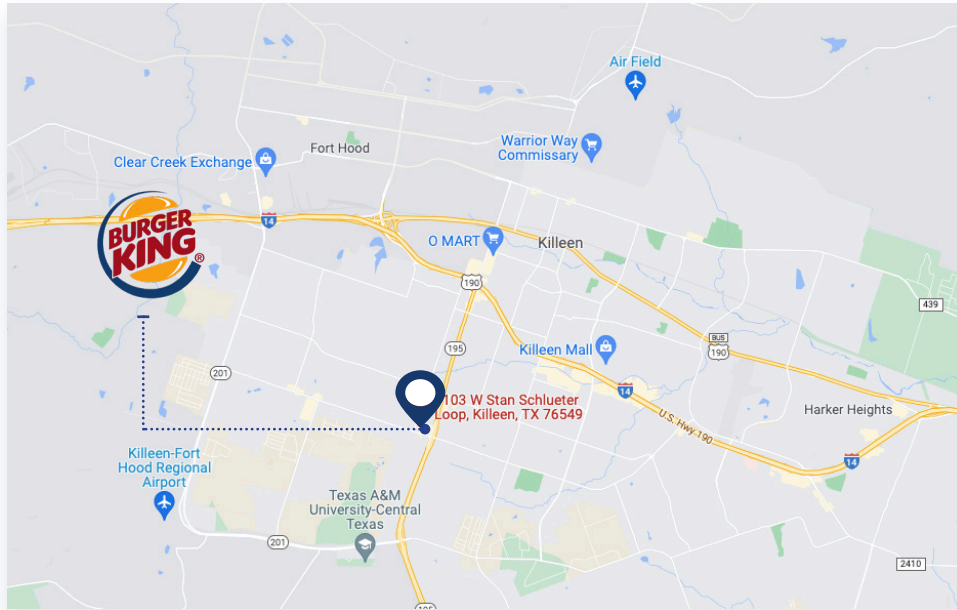 Air Field
Fort Hood
Warrior Way
Commissary
Clear Creek Exchange
BURGER
KING
®
14
O MART
Killeen
190
439
195
BUS
190
Killeen Mall
201
103 W Stan Schlueter
Loop, Killeen, TX 76549
14
Harker Heights
U.S. Hwy 190
14
Killeen-Fort
Hood Regional
Airport
Texas A&M
University-Central
Texas
201
2410
195